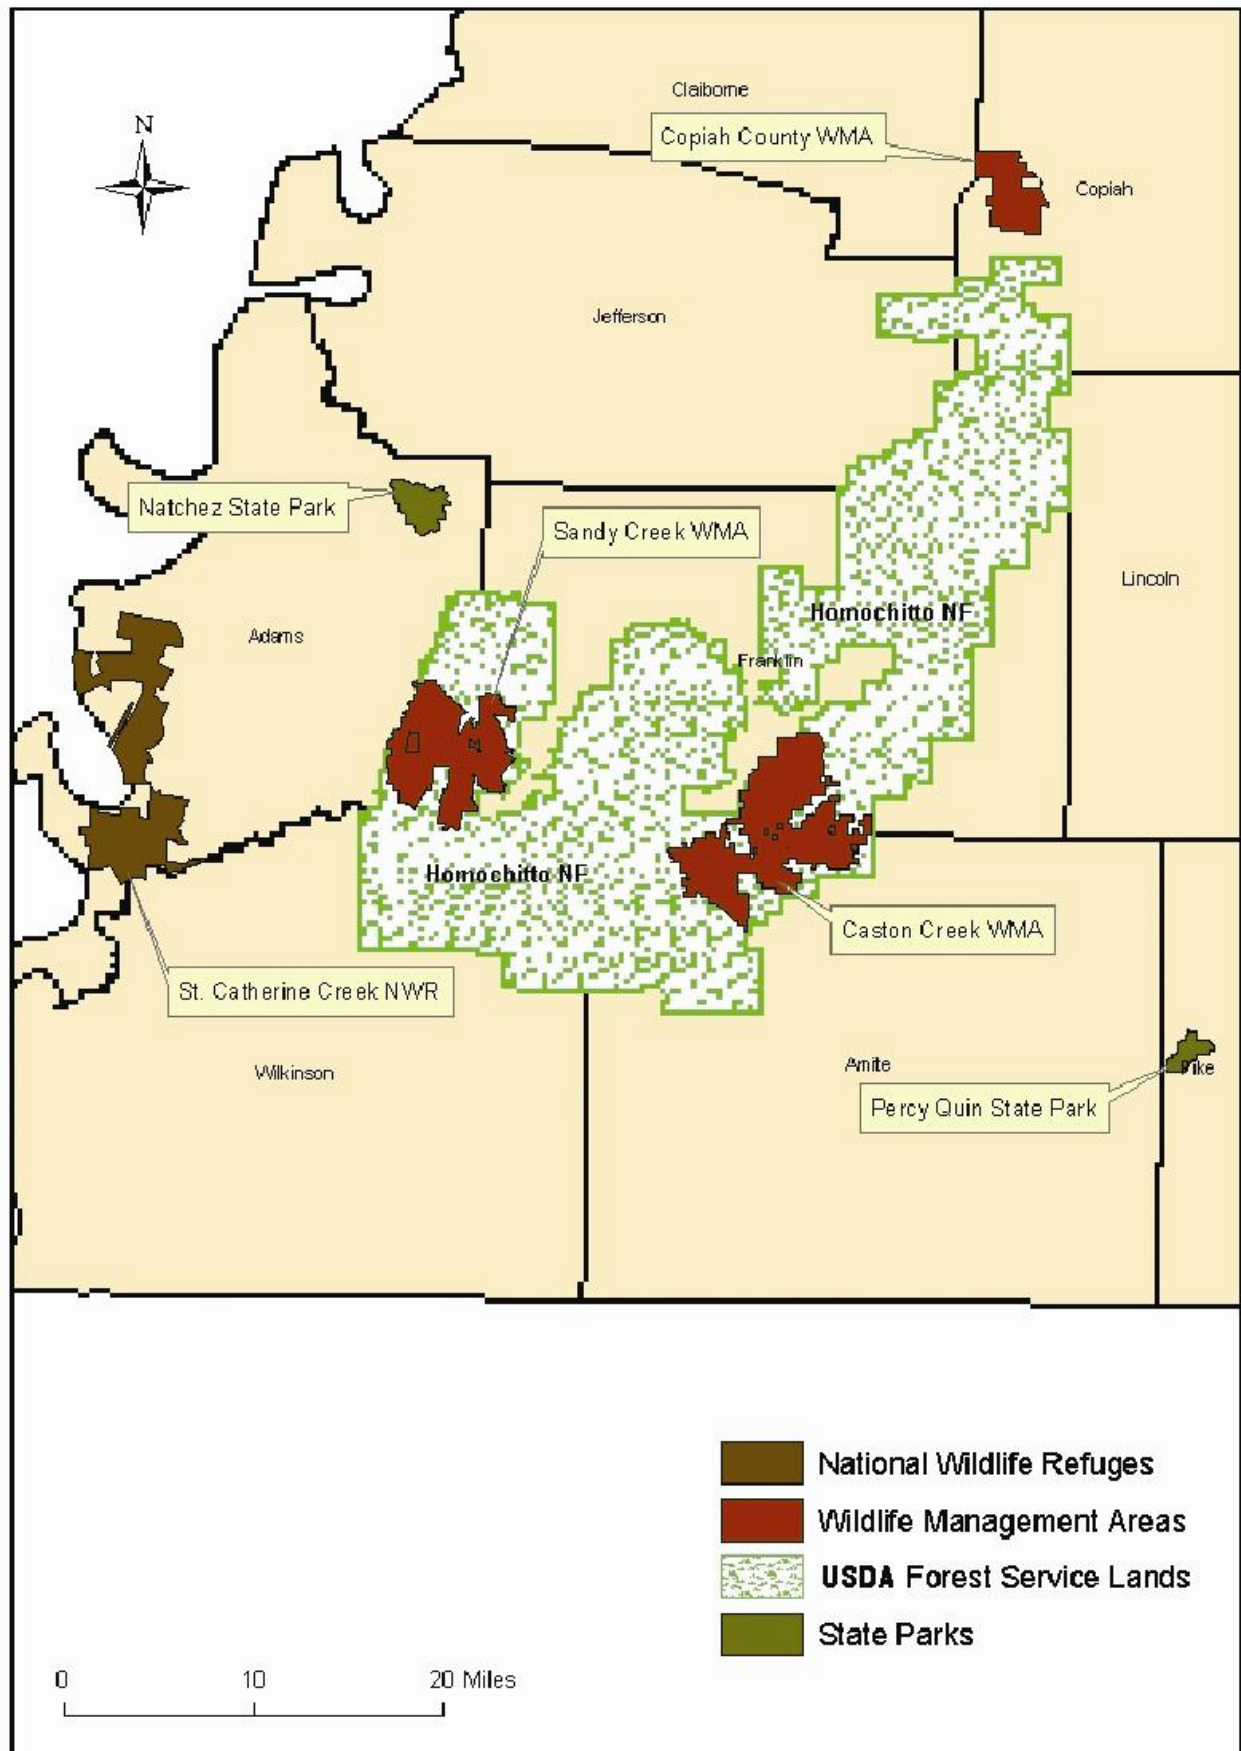 Claiborne
N
Copiah County WMA
Copiah
Jefferson
Natchez State Park
Sandy Creek WMA
Lincoln
Homochitto NF
Adams
Franklin
Homochitto NF
Caston Creek WMA
St. Catherine Creek NWR
Wilkinson
Amite
Pike
Percy Quin State Park
National Wildlife Refuges
Wildlife Management Areas
USDA Forest Service Lands
State Parks
0 10 20 Miles